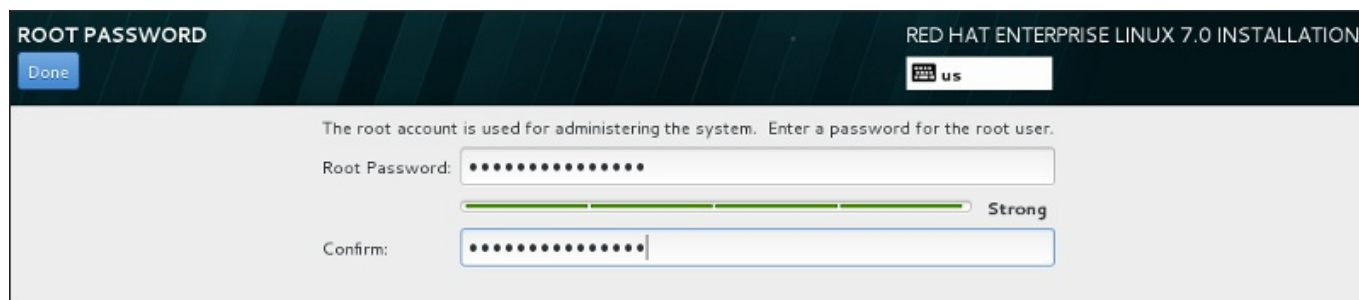 ROOT PASSWORD
RED HAT ENTERPRISE LINUX 7.0 INSTALLATION
Done
us
The root account is used for administering the system. Enter a password for the root user.
Root Password: •••••••••••••••
Strong
Confirm: •••••••••••••••